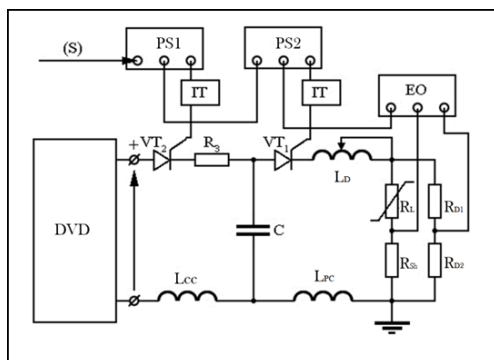 (S)
PS1
PS2
IT
IT
EO
+
VT2
R3
VT1
LD
RL
RD1
DVD
C
RSh
RD2
LCC
LPC